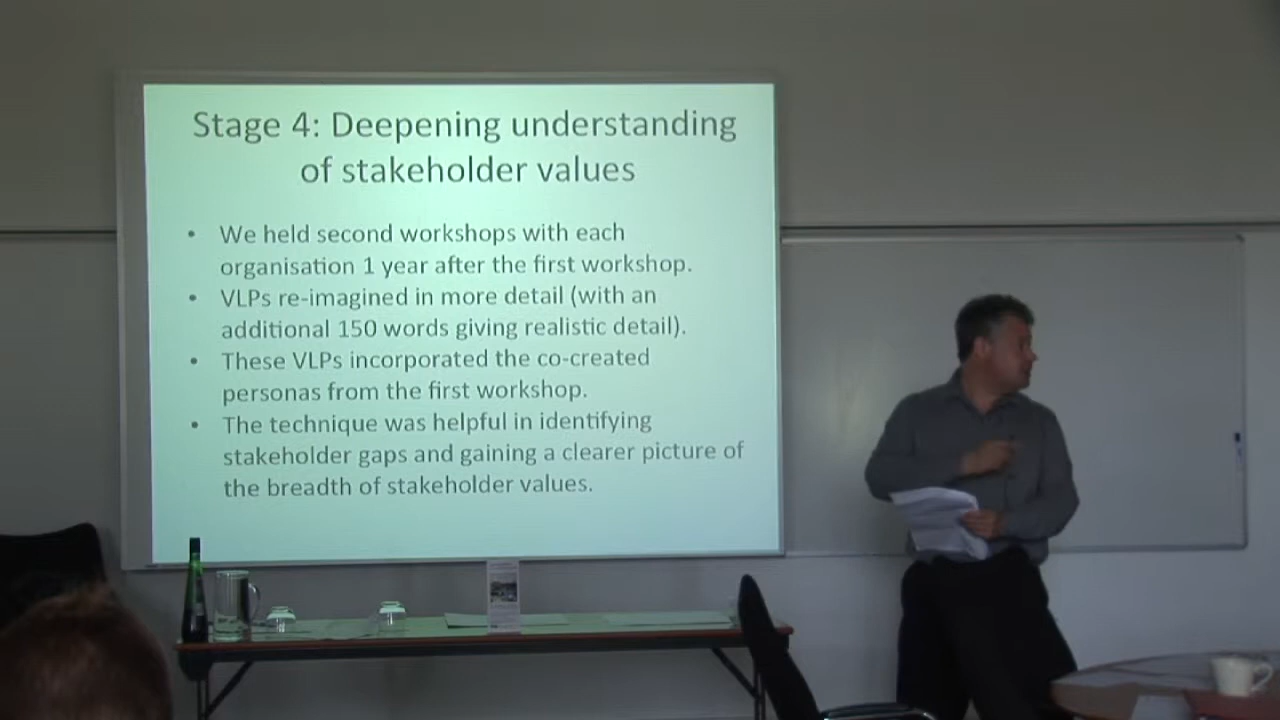 Stage 4: Deepening understanding
of stakeholder values
• We held second workshops with each
organisation 1 year after the first workshop.
• VLPs re-imagined in more detail (with an
additional 150 words giving realistic detail).
• These VLPs incorporated the co-created
personas from the first workshop.
• The technique was helpful in identifying
stakeholder gaps and gaining a clearer picture of
the breadth of stakeholder values.